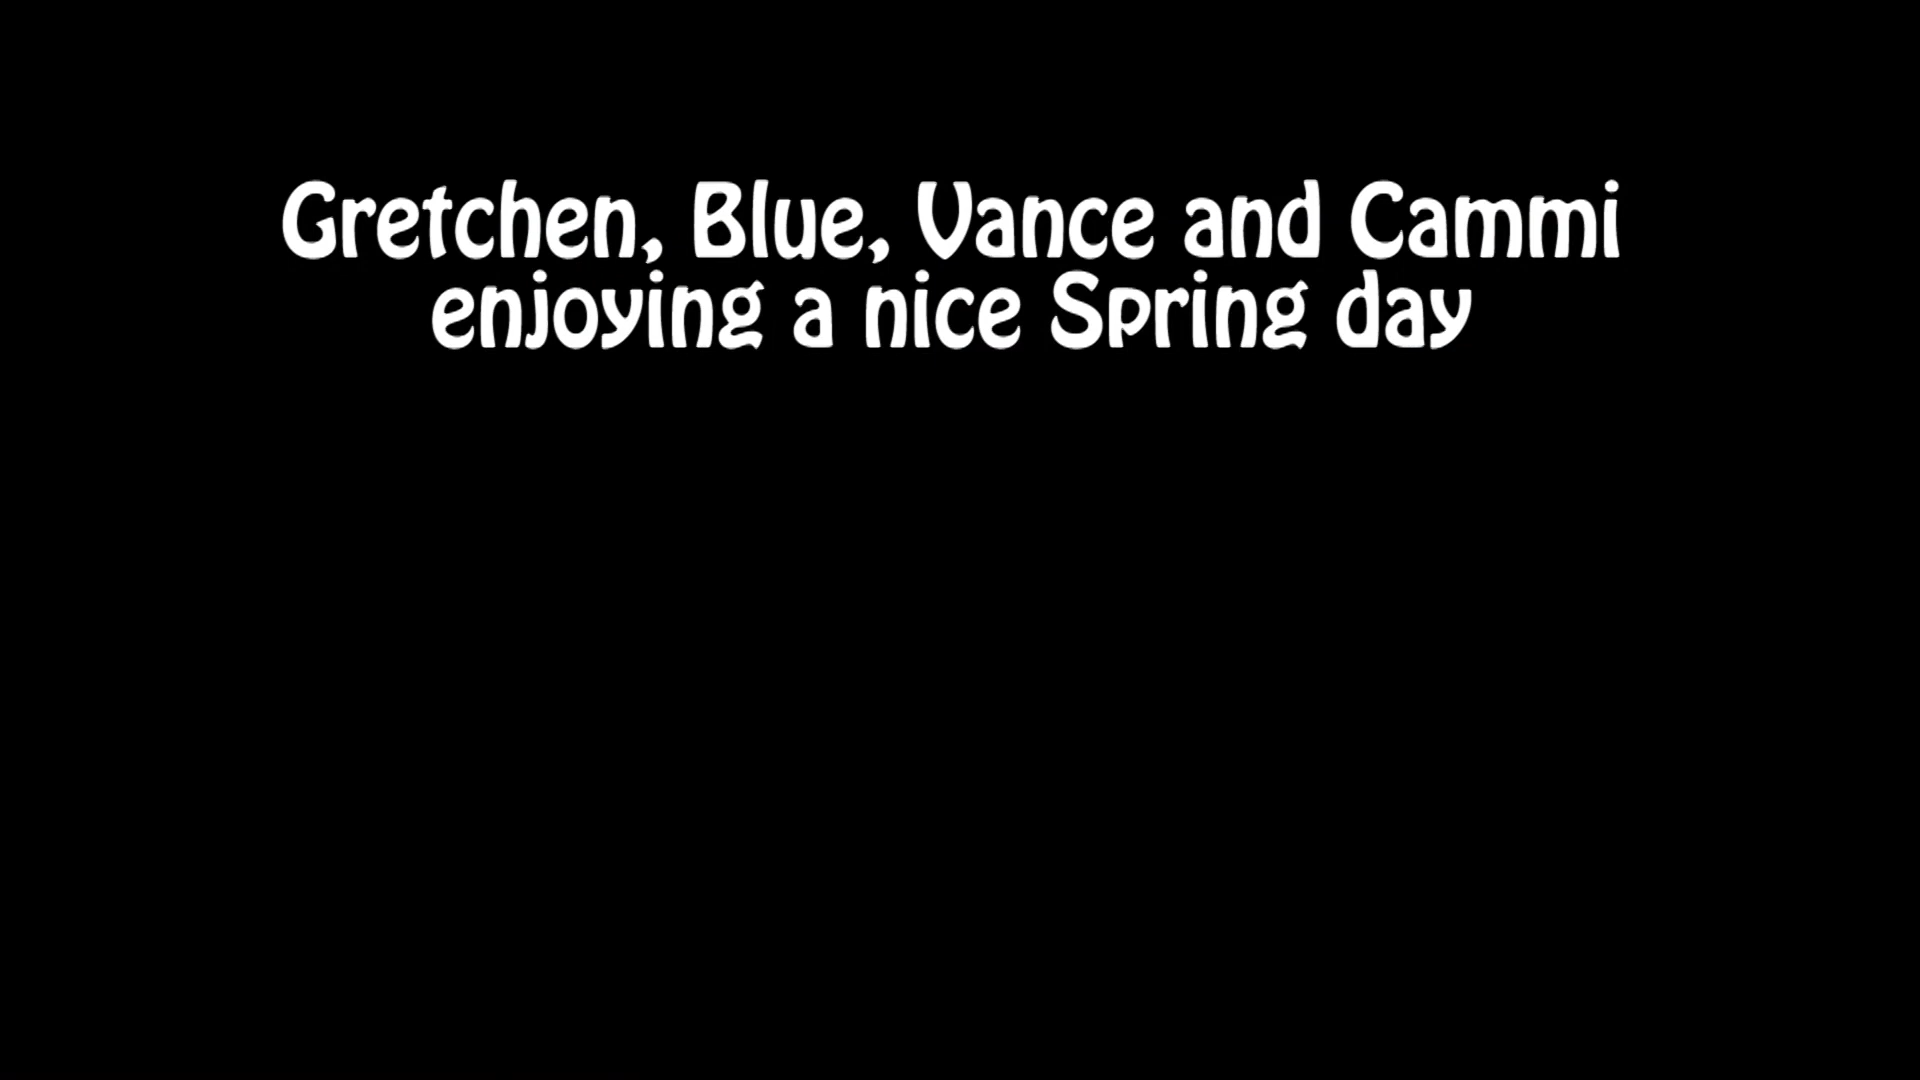 Gretchen, Blue, Vance and Cammi
enjoying a nice Spring day